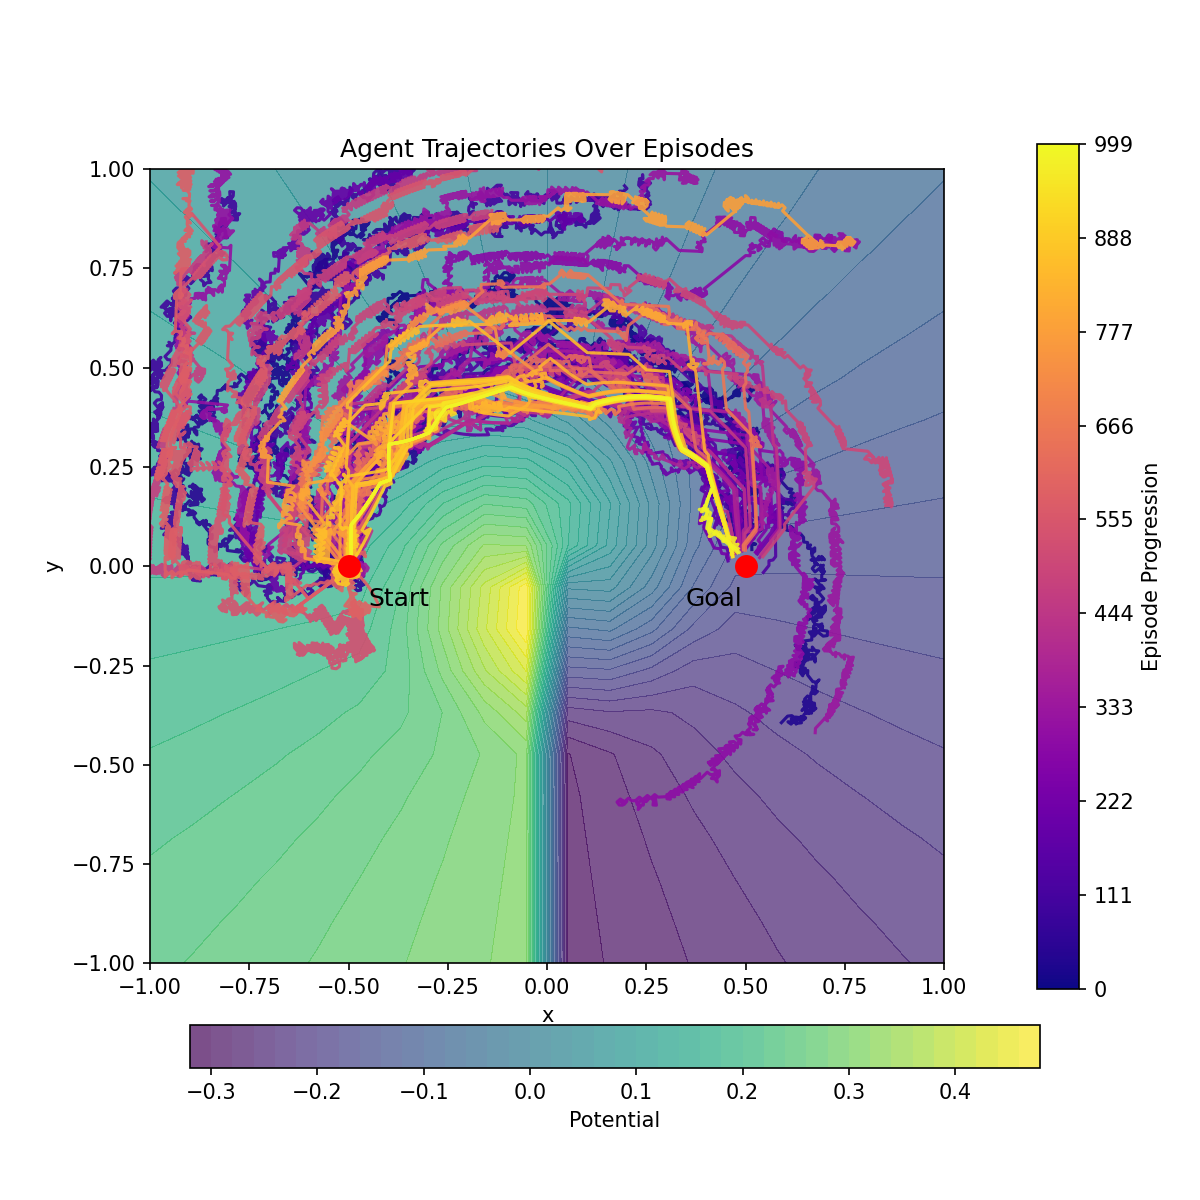 Agent Trajectories Over Episodes
1.00
0.75
0.50
0.25
0.00
−0.25
−0.50
−0.75
−1.00
y
Start
Goal
−1.00 −0.75 −0.50 −0.25 0.00 0.25 0.50 0.75 1.00
x
999
888
777
666
555
444
333
222
111
0
Episode Progression
−0.3 −0.2 −0.1 0.0 0.1 0.2 0.3 0.4
Potential